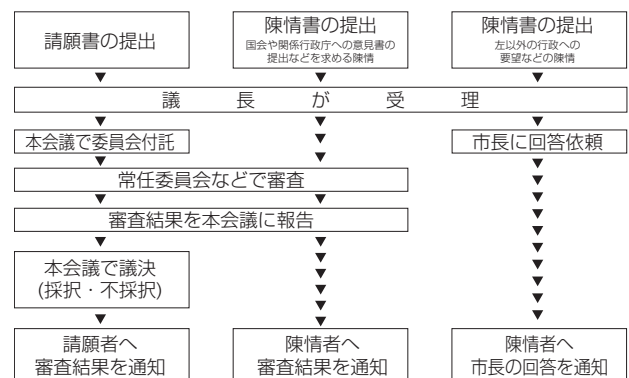 請願書の提出
陳情書の提出
国会や関係行政庁への意見書の
提出などを求める陳情
陳情書の提出
左以外の行政への
要望などの陳情
議長が受理
本会議で委員会付託
市長に回答依頼
常任委員会などで審査
審査結果を本会議に報告
本会議で議決
(採択・不採択)
請願者へ
審査結果を通知
陳情者へ
審査結果を通知
陳情者へ
市長の回答を通知